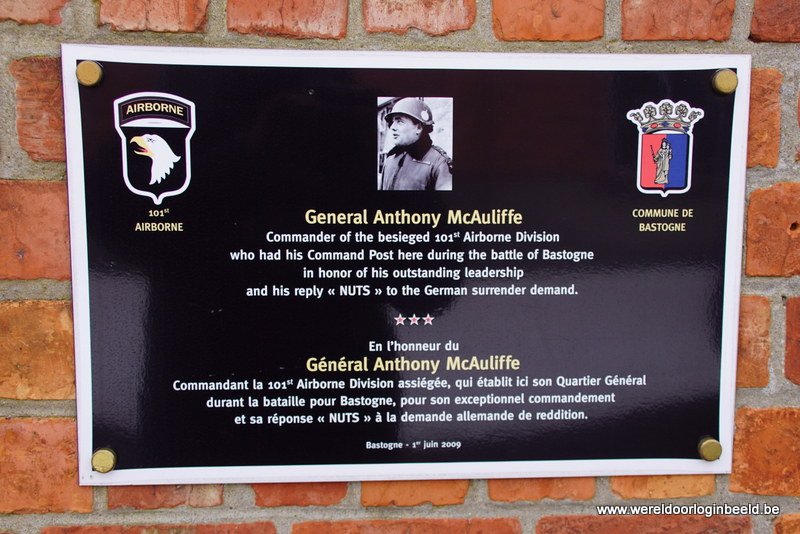 AIRBORNE
101st
AIRBORNE
COMMUNE DE
BASTOGNE
General Anthony McAuliffe
Commander of the besieged 101st Airborne Division
who had his Command Post here during the battle of Bastogne
in honor of his outstanding leadership
and his reply « NUTS » to the German surrender demand.
En l'honneur du
Général Anthony McAuliffe
Commandant la 101st Airborne Division assiégée, qui établit ici son Quartier Général
durant la bataille pour Bastogne, pour son exceptionnel commandement
et sa réponse « NUTS » à la demande allemande de reddition.
Bastogne - 1er juin 2009
www.wereldoorloginbeeld.be